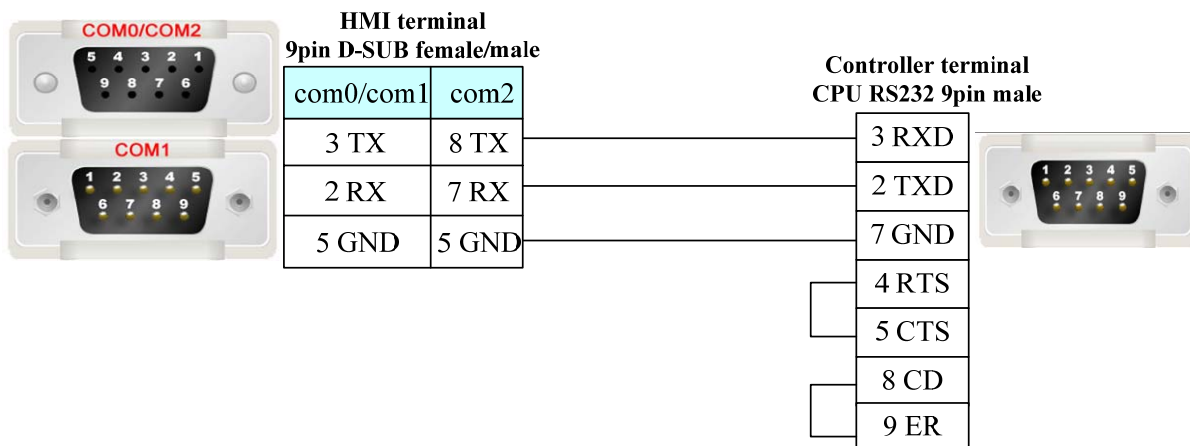 COM0/COM2
5 4 3 2 1
9 8 7 6
COM1
1 2 3 4 5
6 7 8 9
HMI terminal
9pin D-SUB female/male
com0/com1 com2
3 TX 8 TX
2 RX 7 RX
5 GND 5 GND
Controller terminal
CPU RS232 9pin male
3 RXD
2 TXD
7 GND
4 RTS
5 CTS
8 CD
9 ER
1 2 3 4 5
6 7 8 9